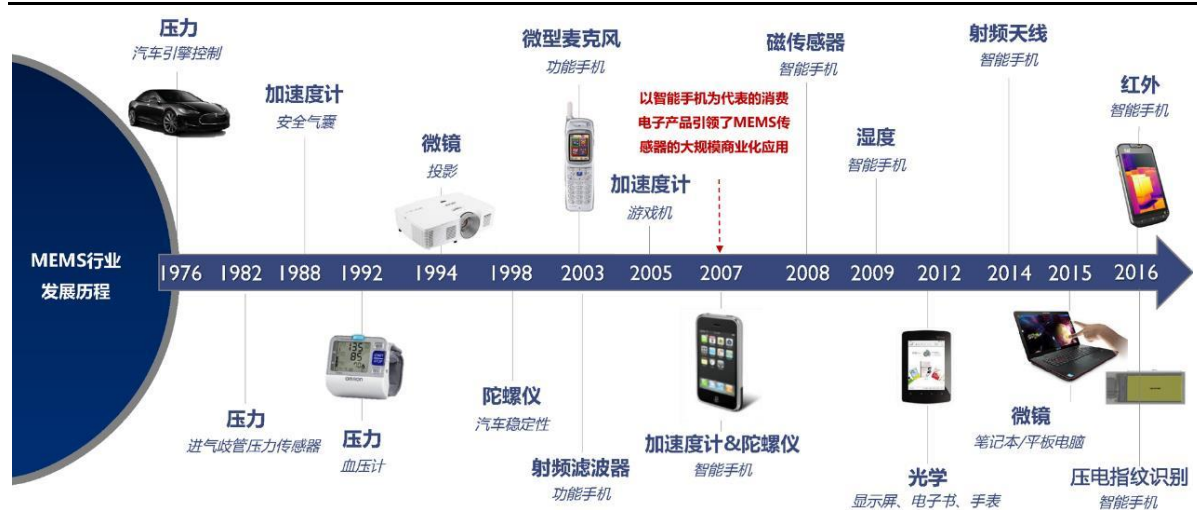 压力
汽车引擎控制
加速度计
安全气囊
微镜
投影
微型麦克风
功能手机
加速度计
游戏机
以智能手机为代表的消费
电子产品引领了MEMS传
感器的大规模商业化应用
磁传感器
智能手机
湿度
智能手机
射频天线
智能手机
红外
智能手机
MEMS行业
发展历程
1976 1982 1988 1992 1994 1998 2003 2005 2007 2008 2009 2012 2014 2015 2016
压力
进气歧管压力传感器
135
85
OMRON
压力
血压计
陀螺仪
汽车稳定性
射频滤波器
功能手机
加速度计&陀螺仪
智能手机
光学
显示屏、电子书、手表
微镜
笔记本/平板电脑
压电指纹识别
智能手机